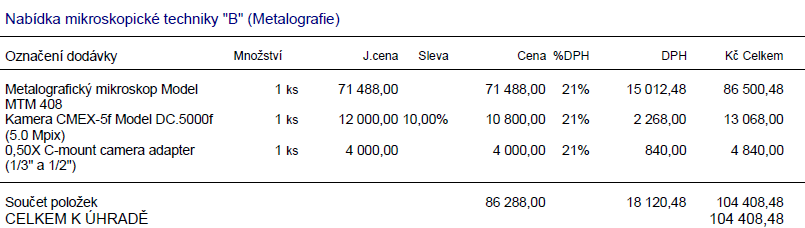 Nabídka mikroskopické techniky "B" (Metalografie)
Označení dodávky Množství J.cena Sleva Cena %DPH DPH Kč Celkem
Metalografický mikroskop Model 1 ks 71 488,00 71 488,00 21% 15 012,48 86 500,48
MTM 408
Kamera CMEX-5f Model DC.5000f 1 ks 12 000,00 10,00% 10 800,00 21% 2 268,00 13 068,00
(5.0 Mpix)
0,50X C-mount camera adapter 1 ks 4 000,00 4 000,00 21% 840,00 4 840,00
(1/3" a 1/2")
Součet položek 86 288,00 18 120,48 104 408,48
CELKEM K ÚHRADĚ 104 408,48